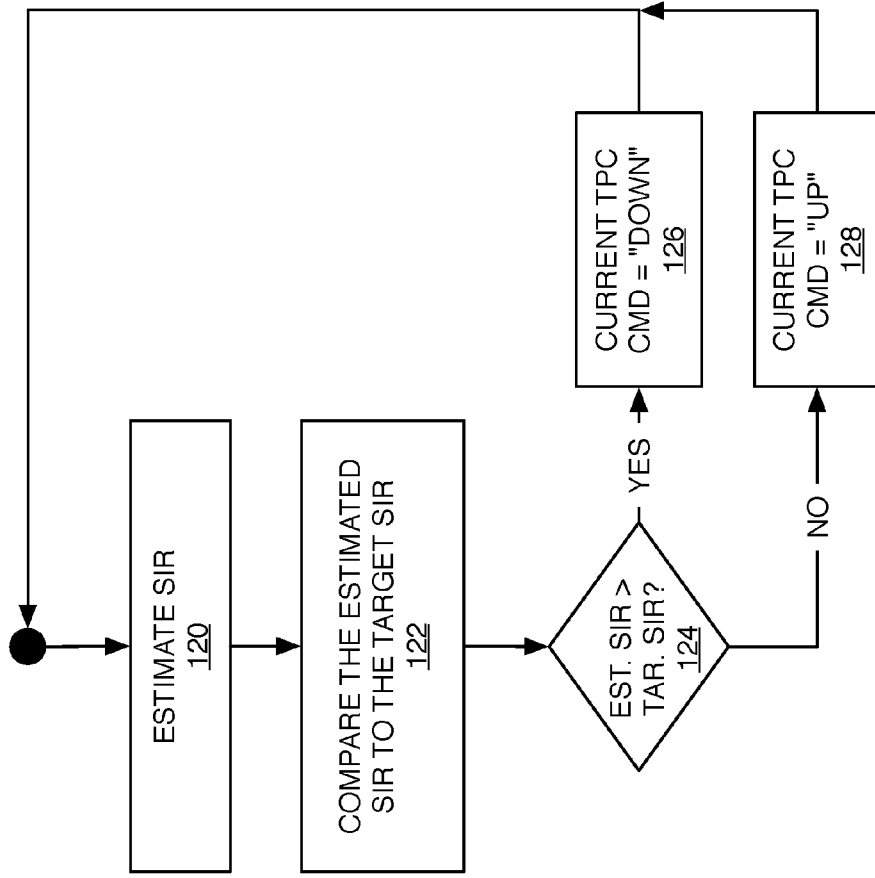 ESTIMATE SIR
120
COMPARE THE ESTIMATED
SIR TO THE TARGET SIR
122
EST. SIR >
TAR. SIR?
124
YES
CURRENT TPC
CMD = "DOWN"
126
NO
CURRENT TPC
CMD = "UP"
128